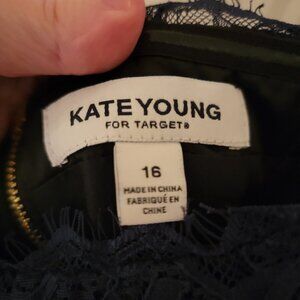 KATE YOUNG
FOR TARGET®
16
MADE IN CHINA
FABRIQUÉ EN
CHINE